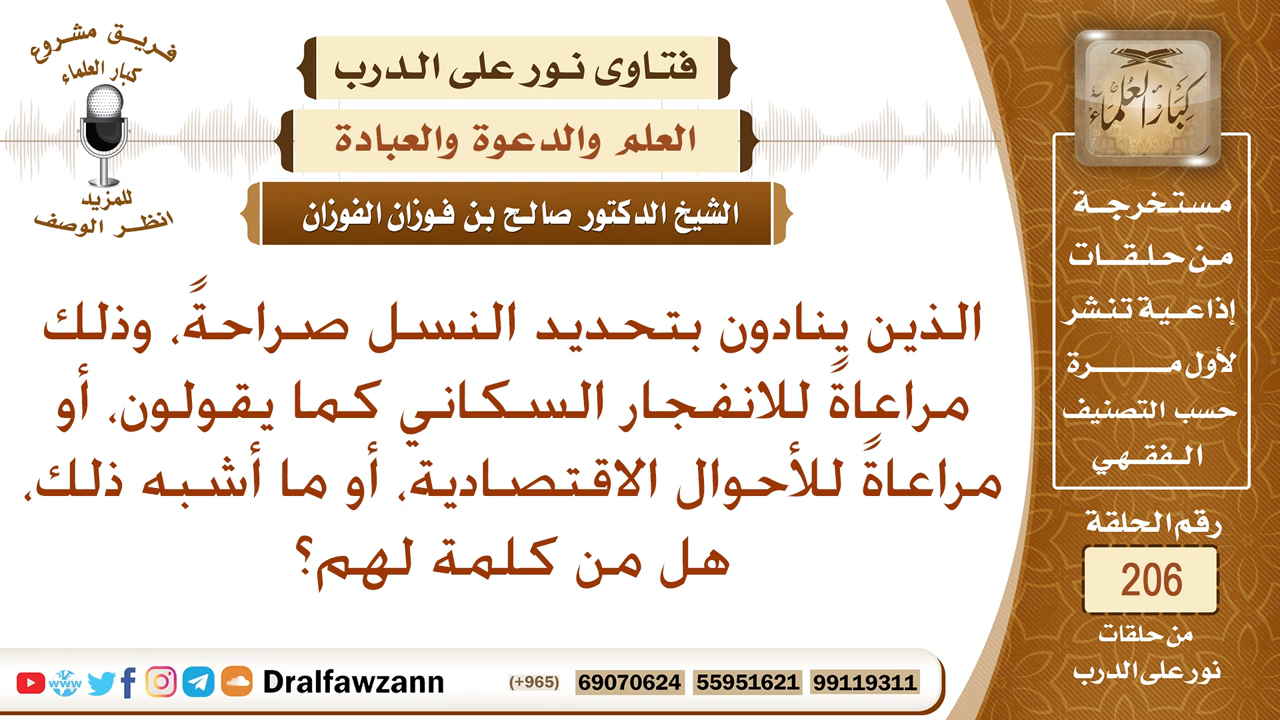 فريق مشروع
كبار العلماء
للمزيد
انظر الوصف
فتاوى نور على الدرب
العلم والدعوة والعبادة
الشيخ الدكتور صالح بن فوزان الفوزان
الذين ينادون بتحديد النسل صراحةً، وذلك
مراعاةً للانفجار السكاني كما يقولون، أو
مراعاةً للأحوال الاقتصادية، أو ما أشبه ذلك،
هل من كلمة لهم؟
كبار العلماء
مستخرجة
من حلقات
إذاعية تنشر
لأول مرة
حسب التصنيف
الفقهي
رقم الحلقة
206
من حلقات
نور على الدرب
www Dralfawzann (+965) 69070624 55951621 99119311